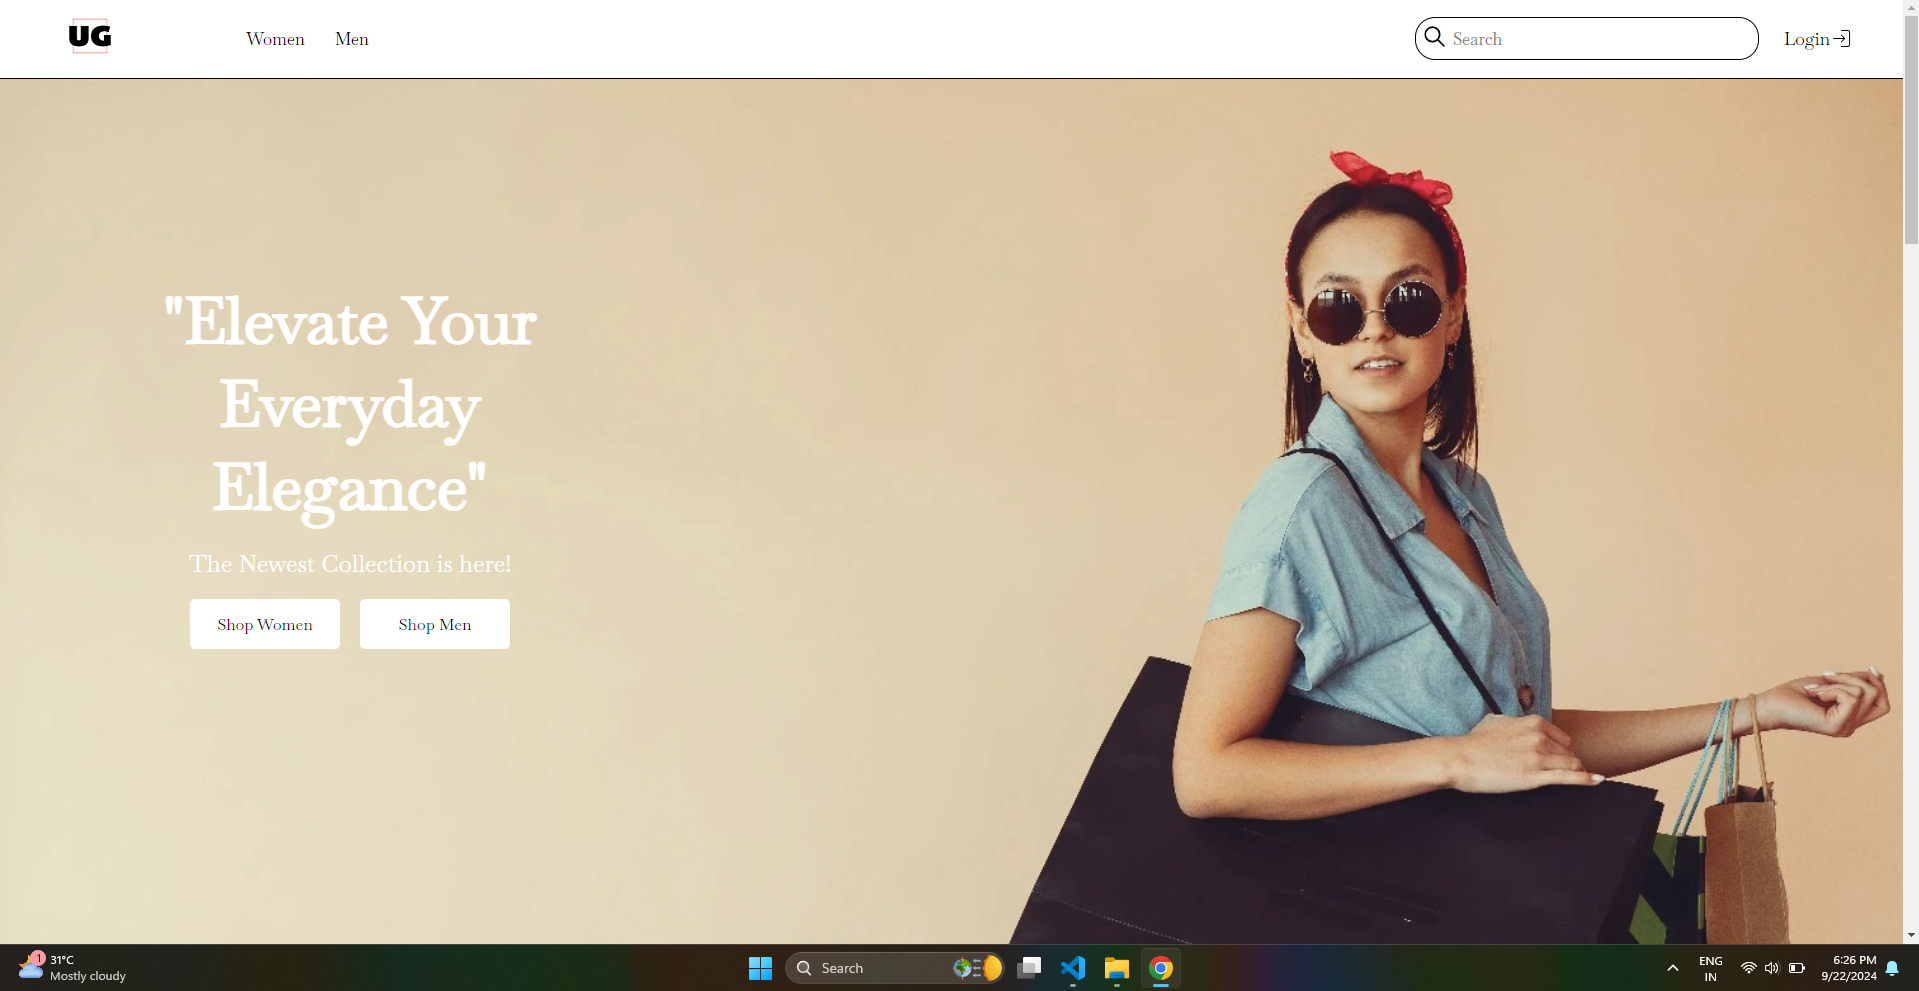 UG
Women
Men
Search
Login
"Elevate Your
Everyday
Elegance"
The Newest Collection is here!
Shop Women
Shop Men
1
31°C
Mostly cloudy
Search
ENG
IN
6:26 PM
9/22/2024